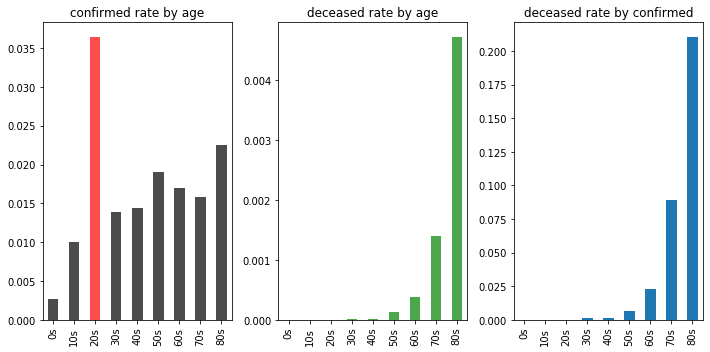 confirmed rate by age
0.035
0.030
0.025
0.020
0.015
0.010
0.005
0.000
0s
10s
20s
30s
40s
50s
60s
70s
80s
deceased rate by age
0.004
0.003
0.002
0.001
0.000
0s
10s
20s
30s
40s
50s
60s
70s
80s
deceased rate by confirmed
0.200
0.175
0.150
0.125
0.100
0.075
0.050
0.025
0.000
0s
10s
20s
30s
40s
50s
60s
70s
80s